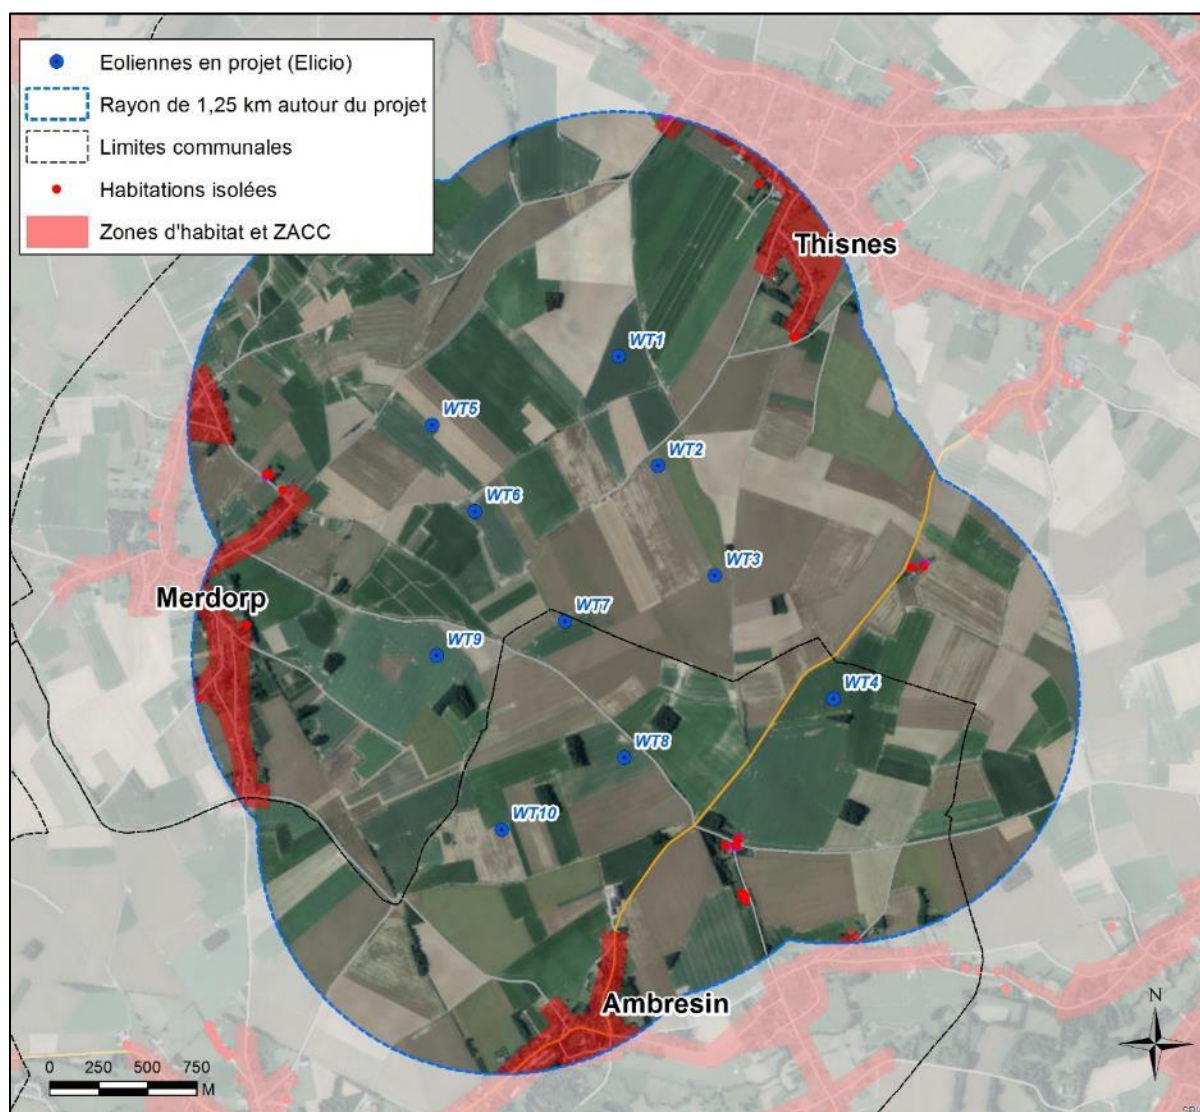 Eoliennes en projet (Elicio)
Rayon de 1,25 km autour du projet
Limites communales
Habitations isolées
Zones d'habitat et ZACC
Thisnes
WT1
WT5
WT2
WT6
WT3
Merdorp
WT7
WT9
WT4
WT8
WT10
Ambresin
N
0 250 500 750
M